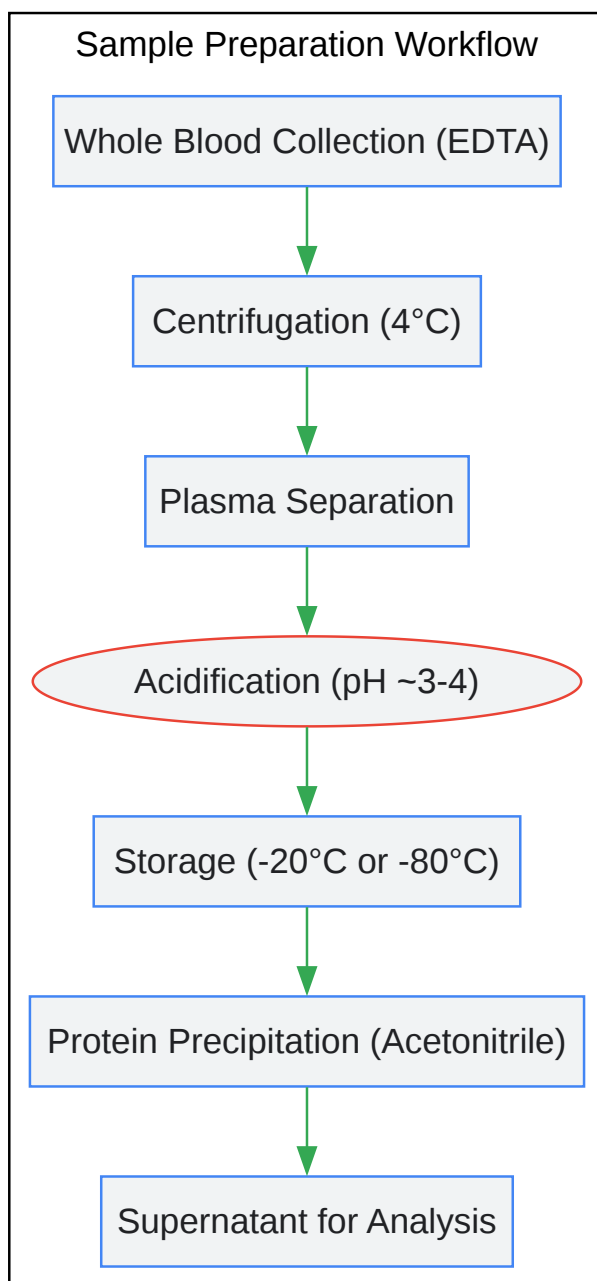 Sample Preparation Workflow
Whole Blood Collection (EDTA)
Centrifugation (4°C)
Plasma Separation
Acidification (pH ~3-4)
Storage (-20°C or -80°C)
Protein Precipitation (Acetonitrile)
Supernatant for Analysis